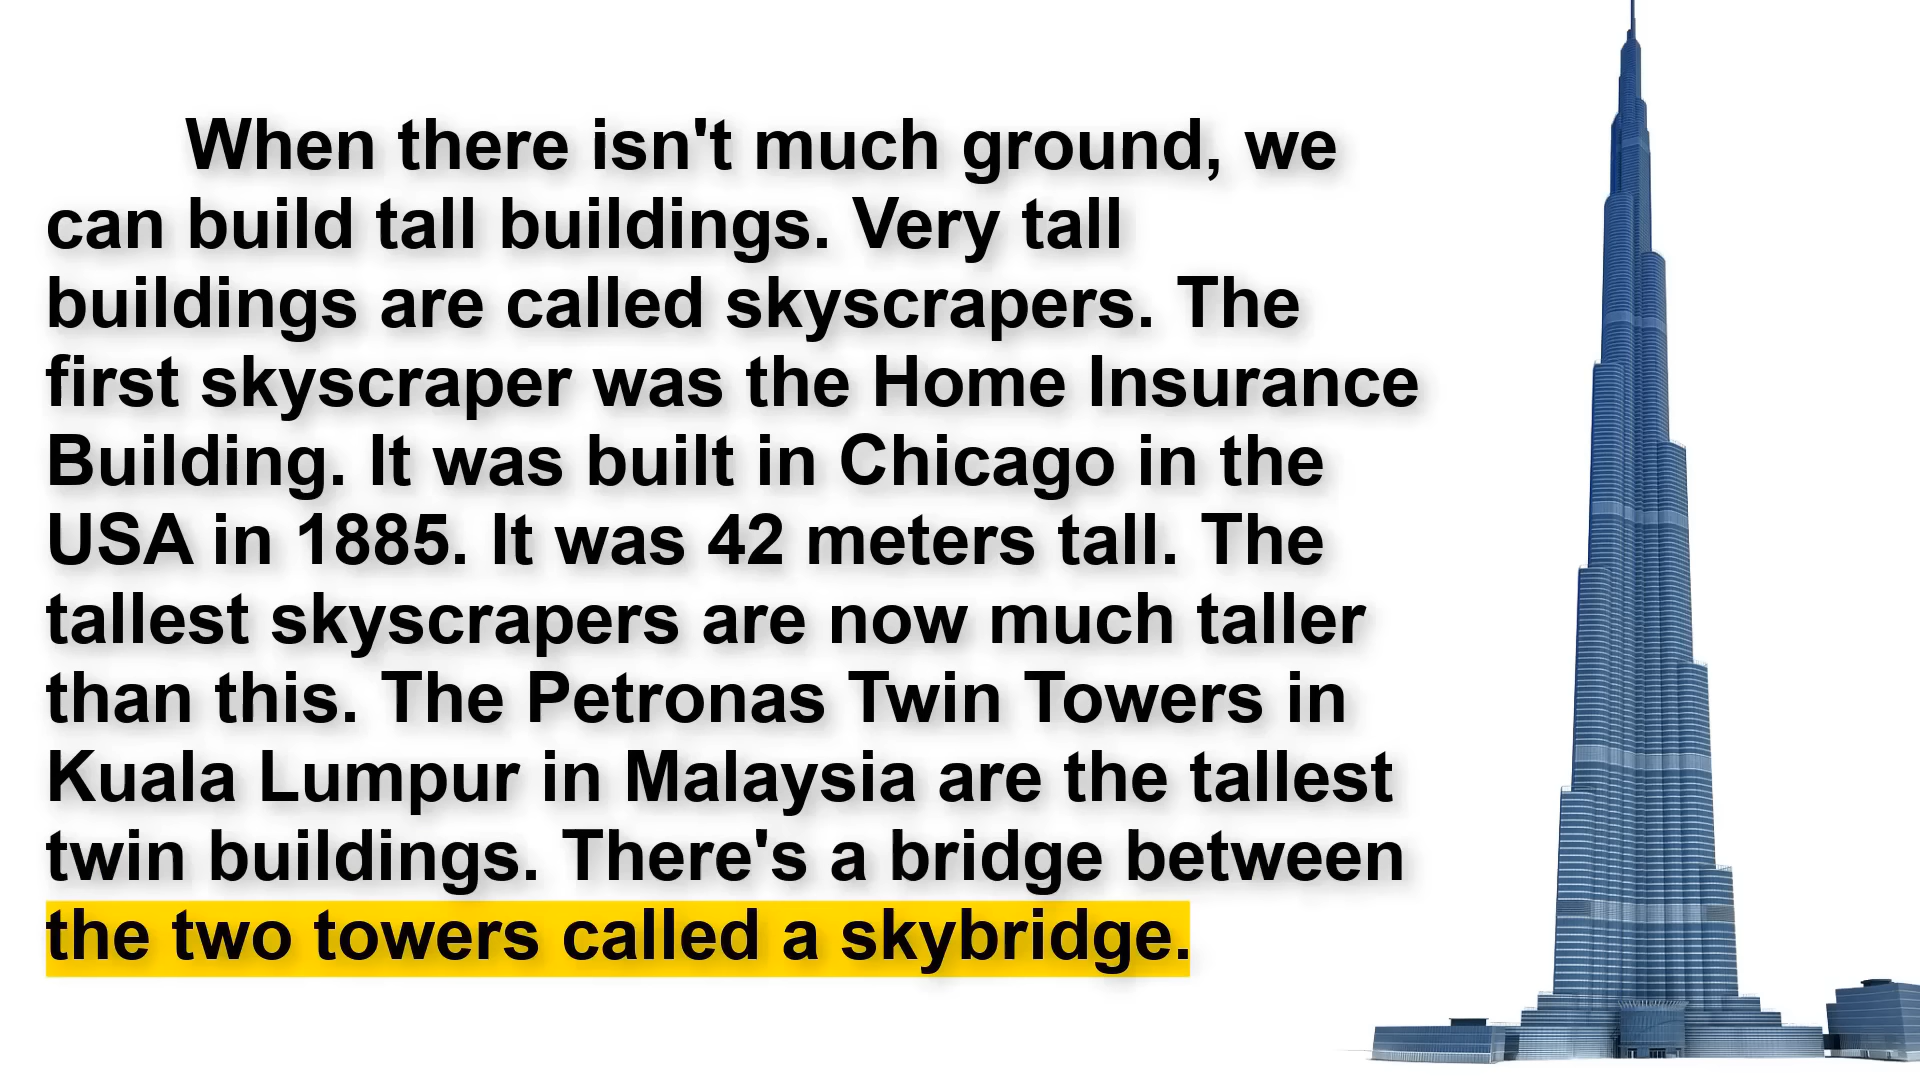 When there isn't much ground, we
can build tall buildings. Very tall
buildings are called skyscrapers. The
first skyscraper was the Home Insurance
Building. It was built in Chicago in the
USA in 1885. It was 42 meters tall. The
tallest skyscrapers are now much taller
than this. The Petronas Twin Towers in
Kuala Lumpur in Malaysia are the tallest
twin buildings. There's a bridge between
the two towers called a skybridge.